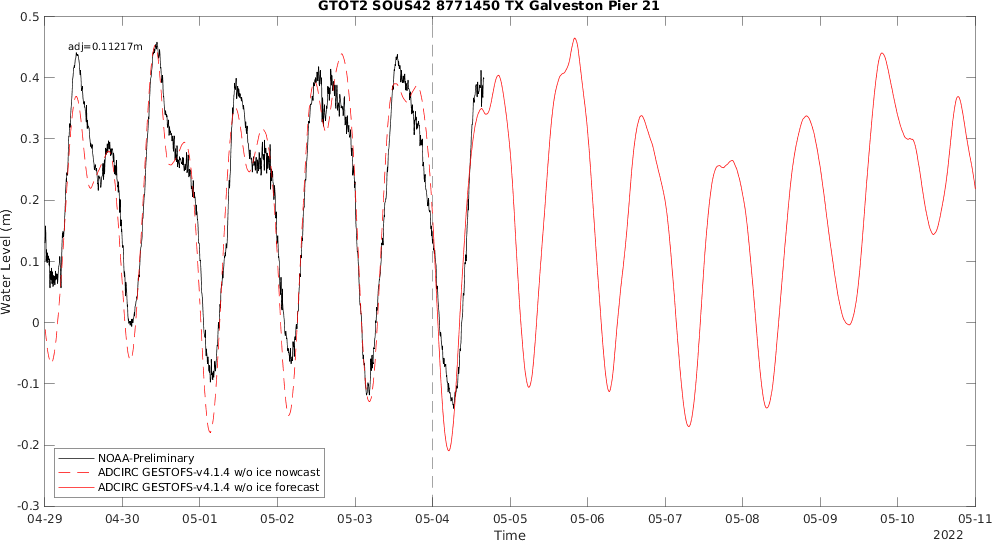 GTOT2 SOUS42 8771450 TX Galveston Pier 21
adj=0.11217m
0.5
0.4
0.3
0.2
0.1
0
-0.1
-0.2
-0.3
Water Level (m)
NOAA-Preliminary
ADCIRC GESTOFS-v4.1.4 w/o ice nowcast
ADCIRC GESTOFS-v4.1.4 w/o ice forecast
04-29 04-30 05-01 05-02 05-03 05-04 05-05 05-06 05-07 05-08 05-09 05-10 05-11
Time
2022